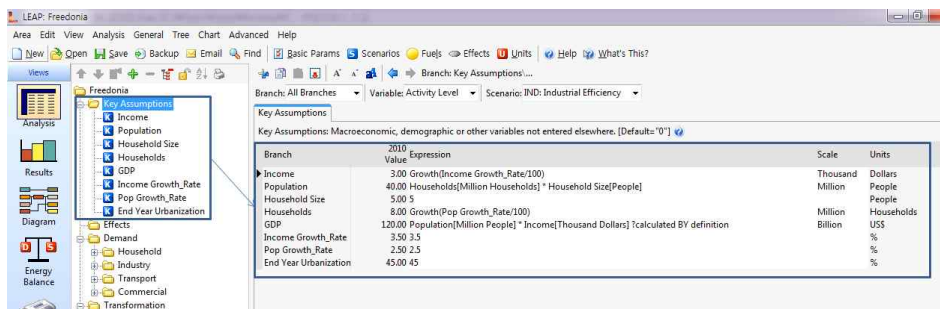 LEAP: Freedonia
Area Edit View Analysis General Tree Chart Advanced Help
New Open Save Backup Email Find Basic Params S Scenarios Fuels Effects U Units Help What's This?
Views
Branch: Key Assumptions\...
Branch: All Branches Variable: Activity Level Scenario: IND: Industrial Efficiency
Analysis
Results
Diagram
Energy
Balance
Freedonia
Key Assumptions
K Income
K Population
K Household Size
K Households
K GDP
K Income Growth_Rate
K Pop Growth_Rate
K End Year Urbanization
Effects
Demand
Household
Industry
Transport
Commercial
Transformation
Key Assumptions
Key Assumptions: Macroeconomic, demographic or other variables not entered elsewhere. [Default="0"]
Branch 2010 Value Expression Scale Units
Income 3.00 Growth(Income Growth_Rate/100) Thousand Dollars
Population 40.00 Households[Million Households] * Household Size[People] Million People
Household Size 5.00 5 People
Households 8.00 Growth(Pop Growth_Rate/100) Million Households
GDP 120.00 Population[Million People] * Income[Thousand Dollars] ?calculated BY definition Billion US$
Income Growth_Rate 3.50 3.5 %
Pop Growth_Rate 2.50 2.5 %
End Year Urbanization 45.00 45 %